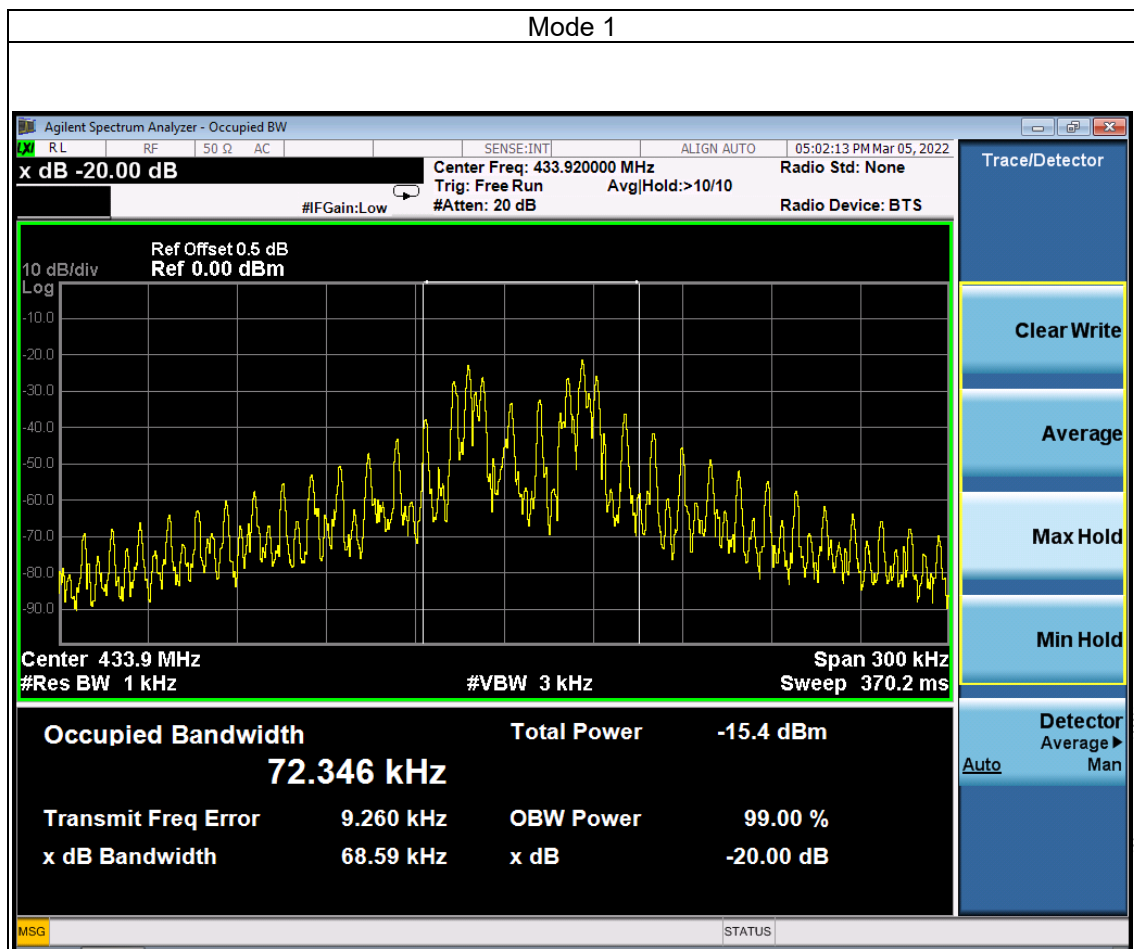 Mode 1
Agilent Spectrum Analyzer - Occupied BW
LXI RL RF 50 Ω AC SENSE:INT ALIGN AUTO 05:02:13 PM Mar 05, 2022
x dB -20.00 dB
Center Freq: 433.920000 MHz
Radio Std: None
Trig: Free Run
Avg|Hold:>10/10
#IFGain:Low
#Atten: 20 dB
Radio Device: BTS
Trace/Detector
Ref Offset 0.5 dB
10 dB/div
Ref 0.00 dBm
Log
-10.0
-20.0
-30.0
-40.0
-50.0
-60.0
-70.0
-80.0
-90.0
Center 433.9 MHz
Span 300 kHz
#Res BW 1 kHz
#VBW 3 kHz
Sweep 370.2 ms
Clear Write
Average
Max Hold
Min Hold
Detector
Average▶
Auto Man
Occupied Bandwidth
72.346 kHz
Total Power -15.4 dBm
Transmit Freq Error 9.260 kHz
OBW Power 99.00 %
x dB Bandwidth 68.59 kHz
x dB -20.00 dB
MSG
STATUS